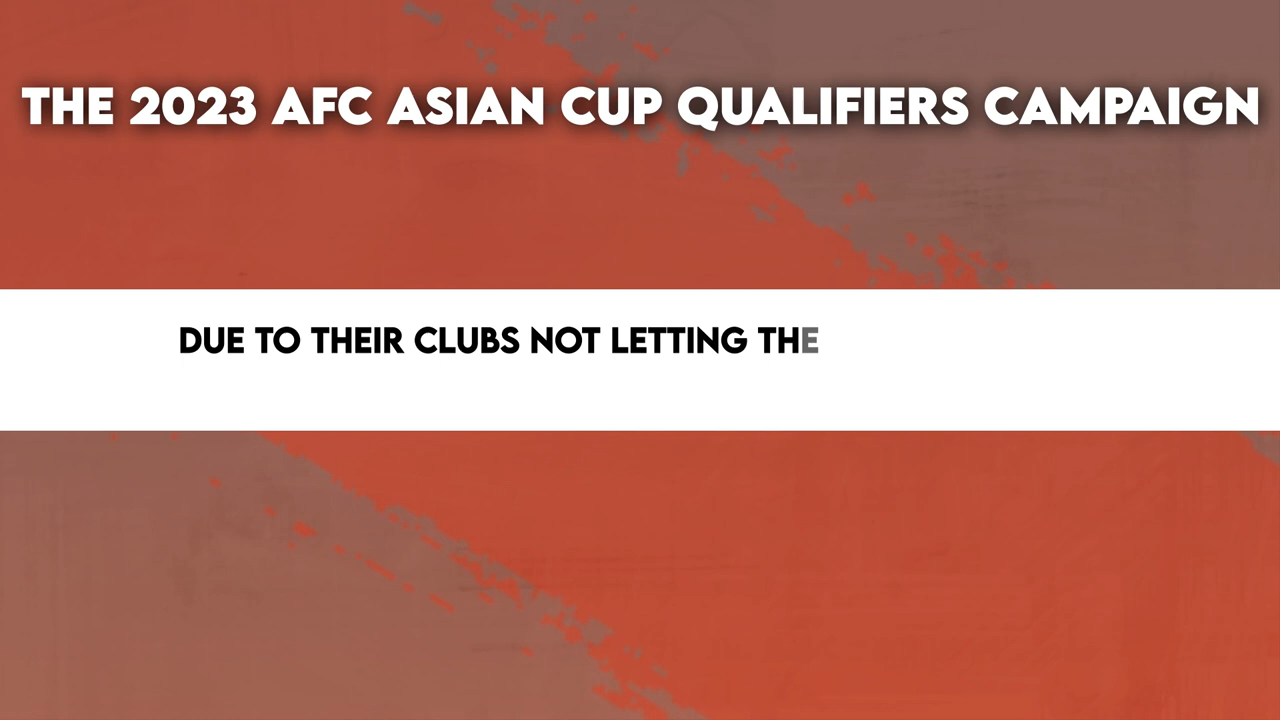 THE 2023 AFC ASIAN CUP QUALIFIERS CAMPAIGN
DUE TO THEIR CLUBS NOT LETTING THE